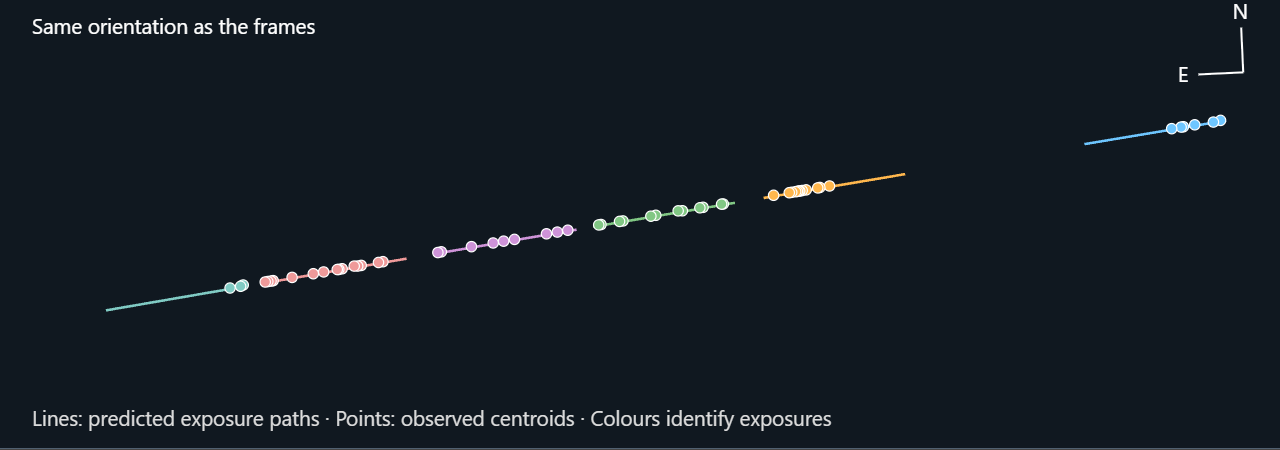 Same orientation as the frames
N
E
Lines: predicted exposure paths · Points: observed centroids · Colours identify exposures